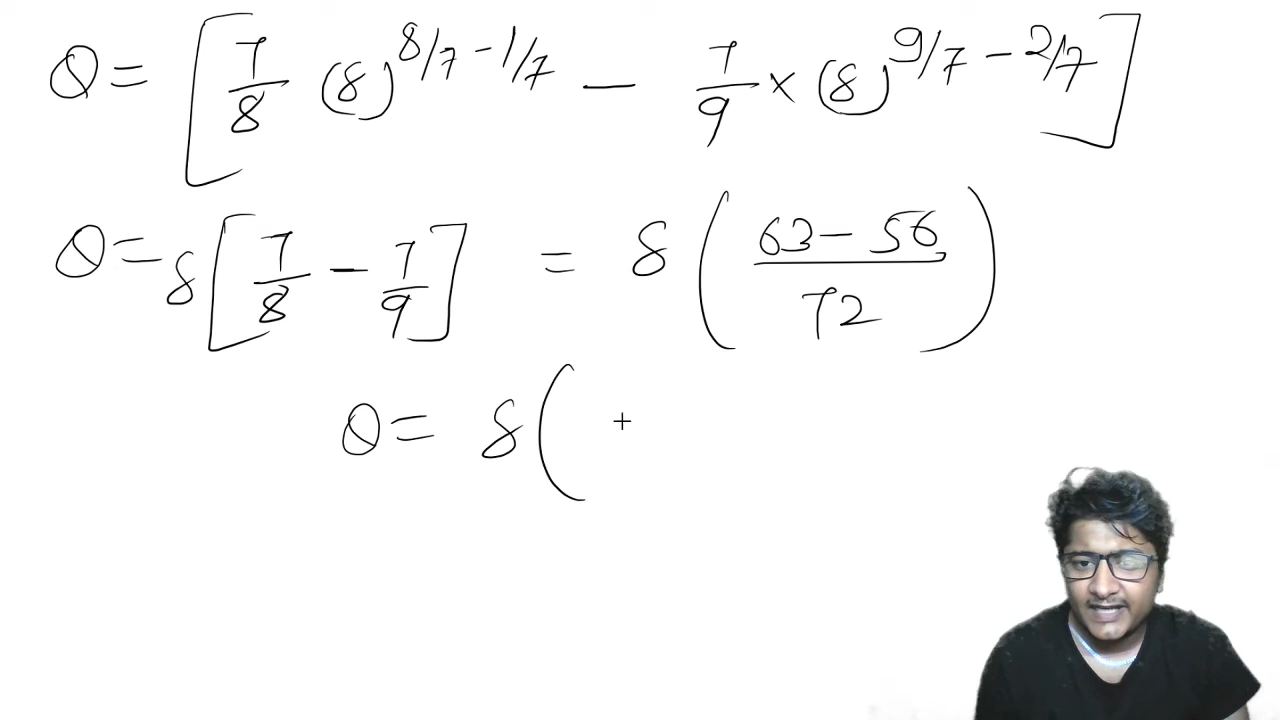 Q = [ 7/8 (8)^(8/7 - 1/7) - 7/9 × (8)^(9/7 - 2/7) ]
Q = 8 [ 7/8 - 7/9 ] = 8 ( (63 - 56)/72 )
Q = 8 (